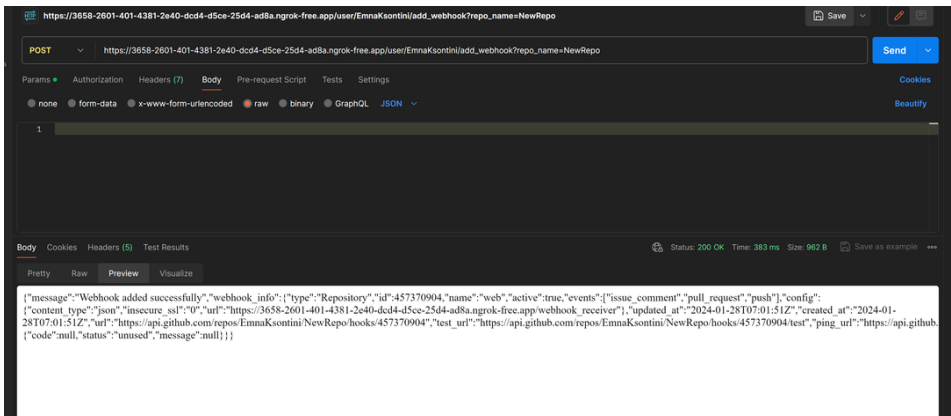 https://3658-2601-401-4381-2e40-dcd4-d5ce-25d4-ad8a.ngrok-free.app/user/EmnaKsontini/add_webhook?repo_name=NewRepo
Save
POST https://3658-2601-401-4381-2e40-dcd4-d5ce-25d4-ad8a.ngrok-free.app/user/EmnaKsontini/add_webhook?repo_name=NewRepo Send
Params Authorization Headers (7) Body Pre-request Script Tests Settings Cookies
none form-data x-www-form-urlencoded raw binary GraphQL JSON Beautify
1
Body Cookies Headers (5) Test Results Status: 200 OK Time: 383 ms Size: 962 B Save as example
Pretty Raw Preview Visualize
{"message":"Webhook added successfully","webhook_info":{"type":"Repository","id":457370904,"name":"web","active":true,"events":["issue_comment","pull_request","push"],"config":
{"content_type":"json","insecure_ssl":"0","url":"https://3658-2601-401-4381-2e40-dcd4-d5ce-25d4-ad8a.ngrok-free.app/webhook_receiver"},"updated_at":"2024-01-28T07:01:51Z","created_at":"2024-01-
28T07:01:51Z","url":"https://api.github.com/repos/EmnaKsontini/NewRepo/hooks/457370904","test_url":"https://api.github.com/repos/EmnaKsontini/NewRepo/hooks/457370904/test","ping_url":"https://api.github.
{"code":null,"status":"unused","message":null}}}